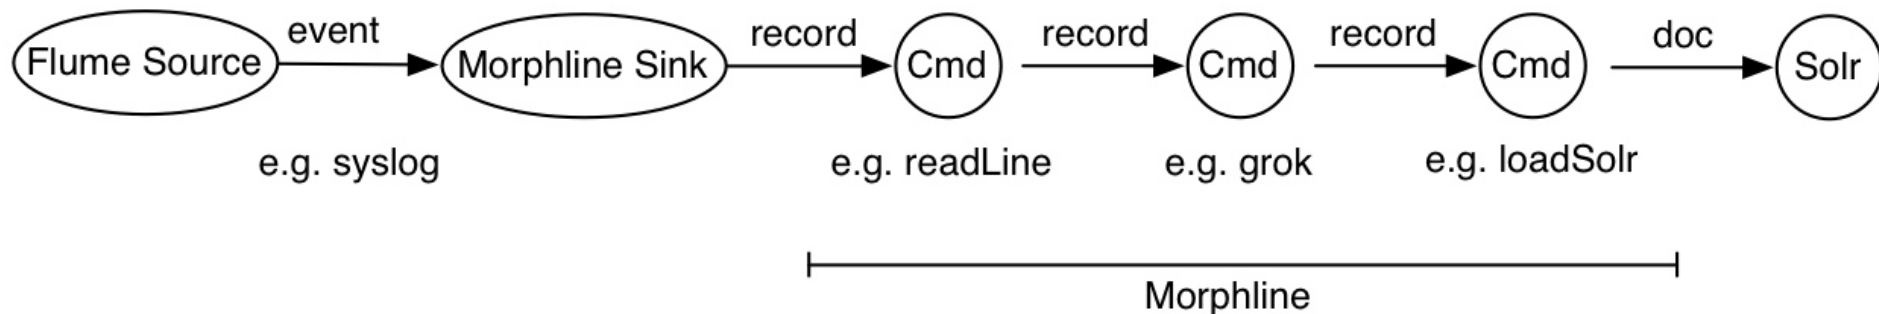 event
record
record
record
doc
Flume Source
Morphline Sink
Cmd
Cmd
Cmd
Solr
e.g. syslog
e.g. readLine
e.g. grok
e.g. loadSolr
Morphline